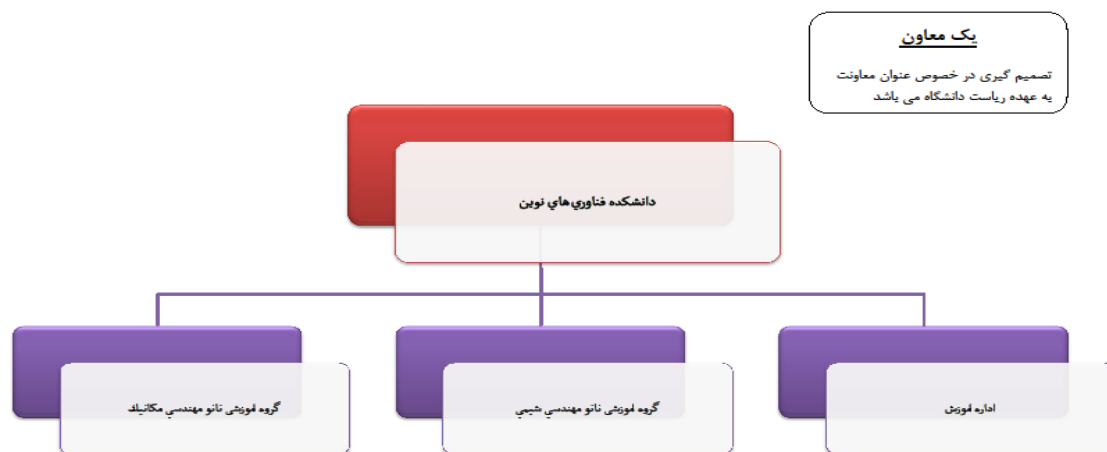 یک معاون
تصمیم گیری در خصوص عنوان معاونت
به عهده ریاست دانشگاه می باشد
دانشكده فناوري‌هاي نوين
اداره آموزش
گروه آموزشی نانو مهندسي شیمي
گروه آموزشی نانو مهندسي مكانيك